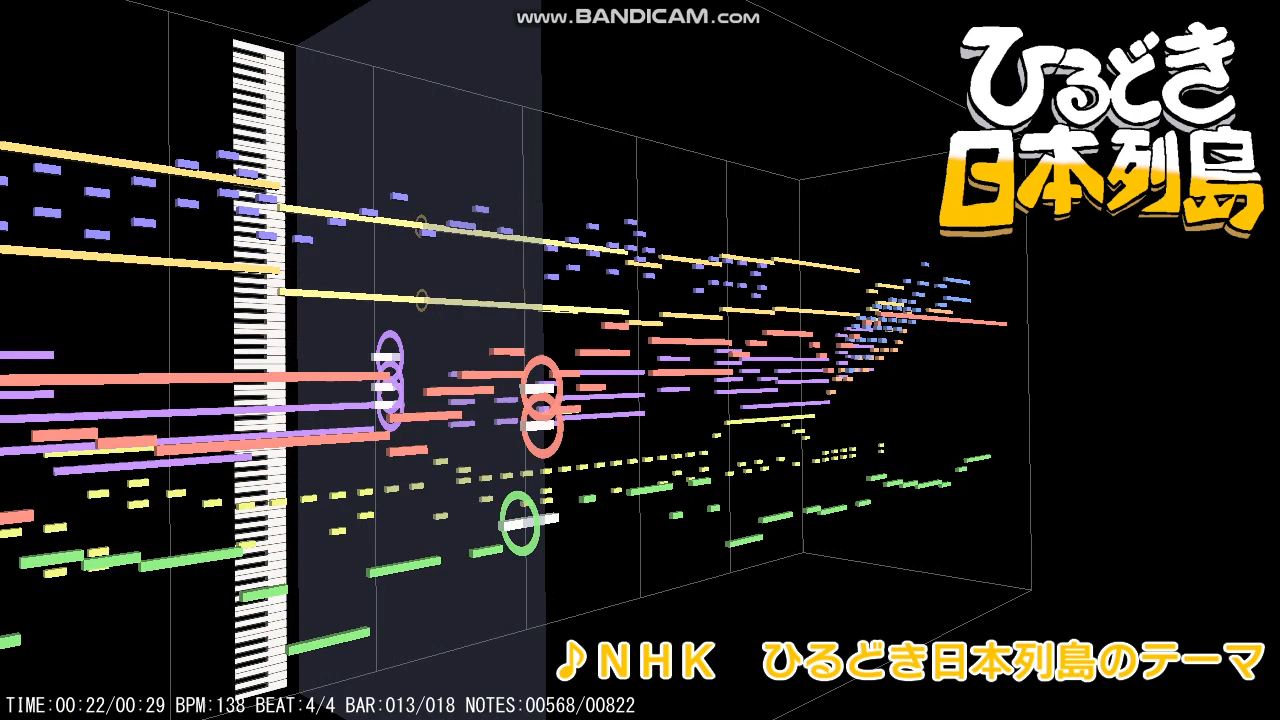 www.BANDICAM.com
ひるどき
日本列島
♪ＮＨＫ　ひるどき日本列島のテーマ
TIME:00:22/00:29 BPM:138 BEAT:4/4 BAR:013/018 NOTES:00568/00822